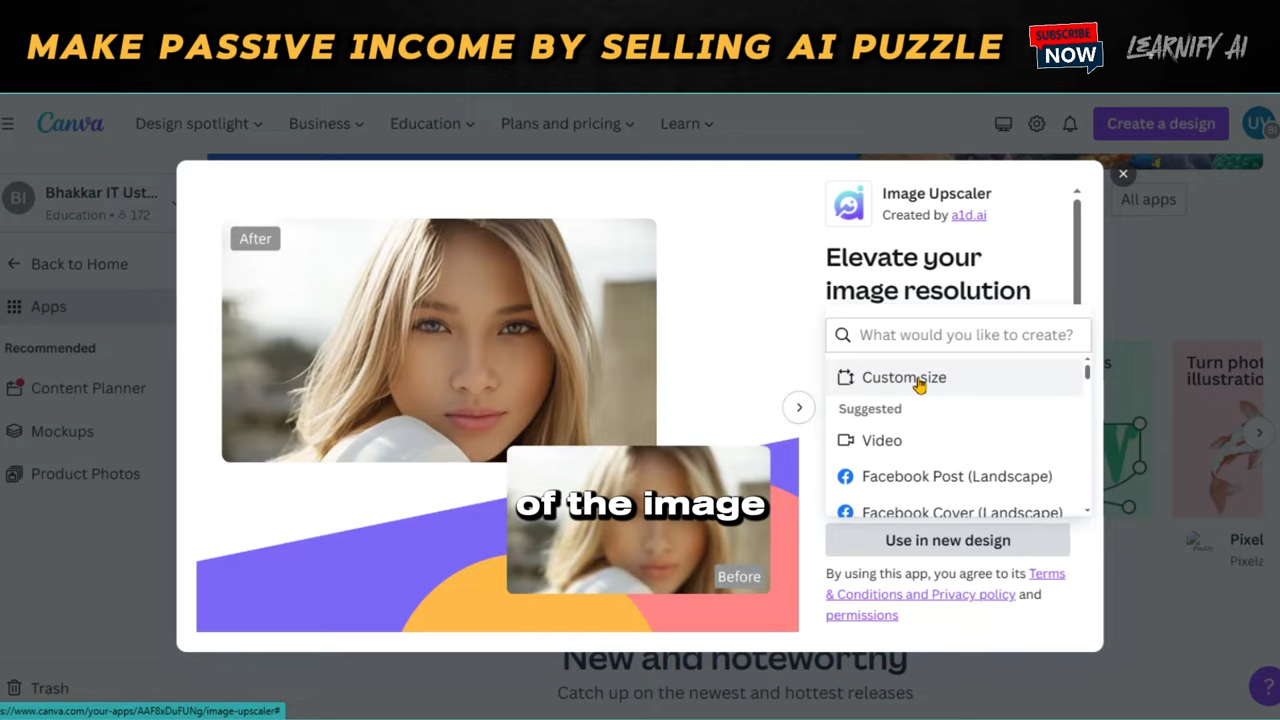 MAKE PASSIVE INCOME BY SELLING AI PUZZLE
SUBSCRIBE
NOW
LEARNIFY AI
Canva
Design spotlight
Business
Education
Plans and pricing
Learn
Create a design
UY
B
BI
Bhakkar IT Ust...
Education • 172
All apps
Back to Home
Apps
Recommended
Content Planner
Mockups
Product Photos
Trash
After
of the image
Before
Image Upscaler
Created by a1d.ai
Elevate your
image resolution
What would you like to create?
Custom size
Suggested
Video
Facebook Post (Landscape)
Facebook Cover (Landscape)
Use in new design
By using this app, you agree to its Terms
& Conditions and Privacy policy and
permissions
s
Turn phot
illustratio
Pixel
Pixela
New and noteworthy
Catch up on the newest and hottest releases
?
s://www.canva.com/your-apps/AAF8xDuFUNg/image-upscaler#